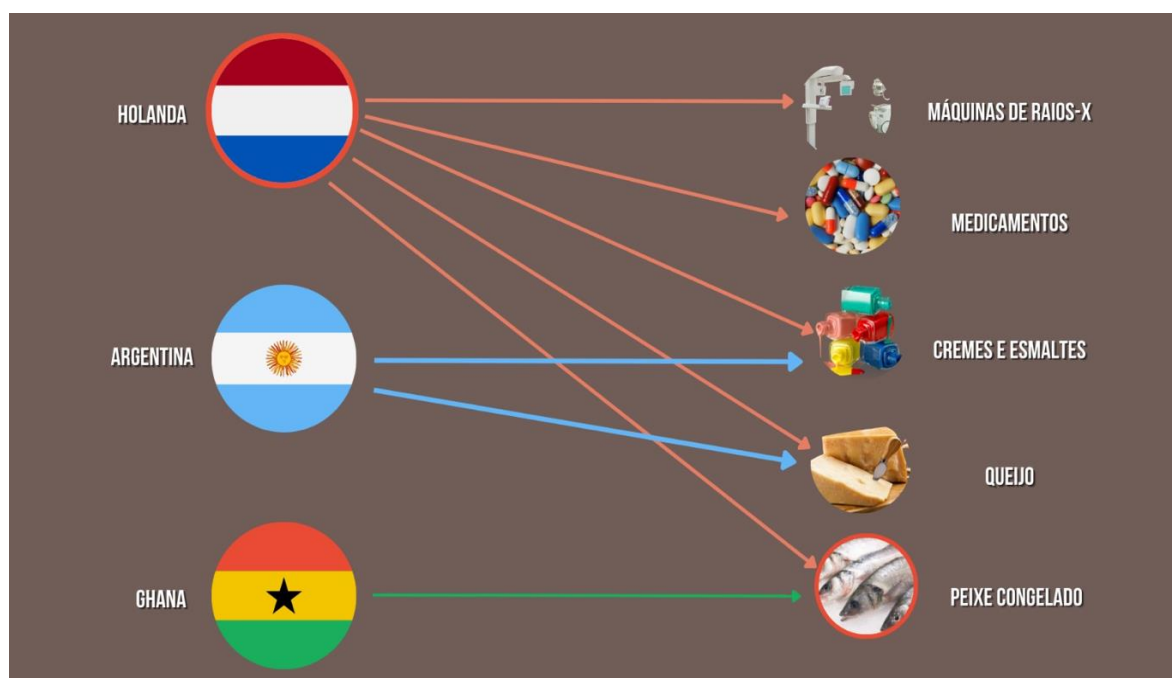 HOLANDA
MÁQUINAS DE RAIOS-X
MEDICAMENTOS
ARGENTINA
CREMES E ESMALTES
QUEIJO
GHANA
PEIXE CONGELADO